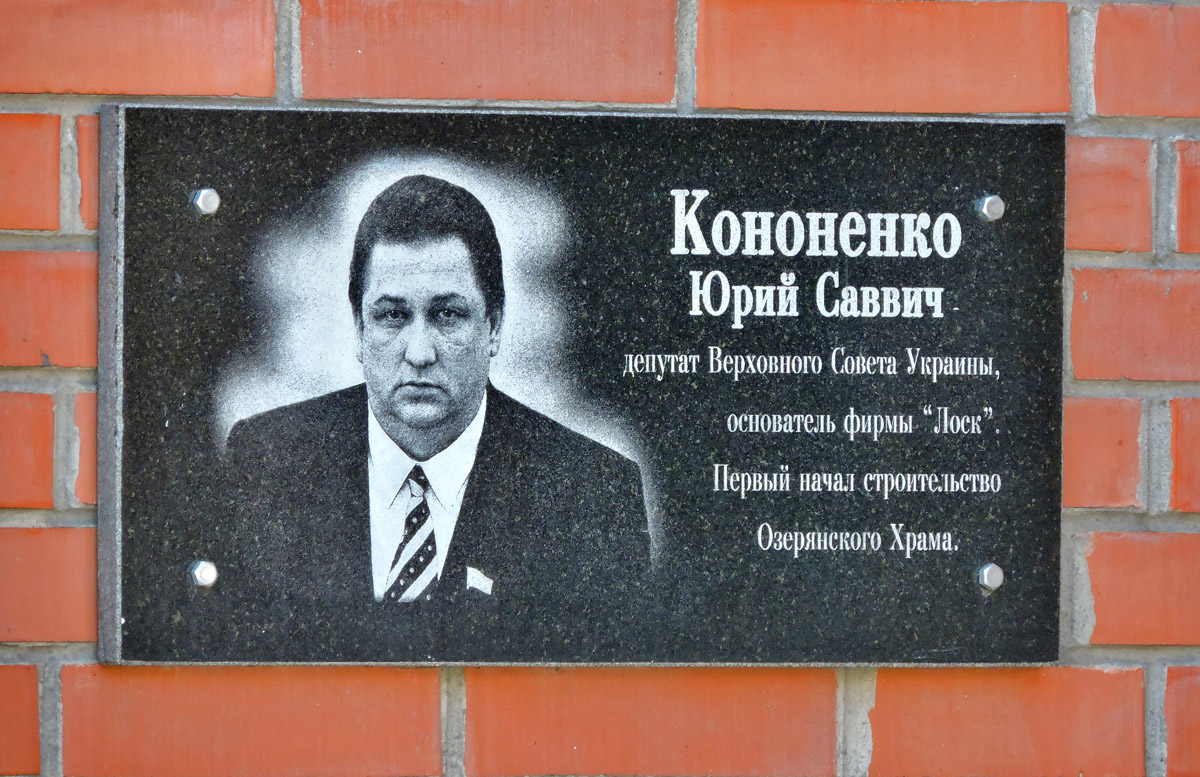 Кононенко
Юрий Саввич
депутат Верховного Совета Украины,
основатель фирмы “Лоск”.
Первый начал строительство
Озерянского Храма.